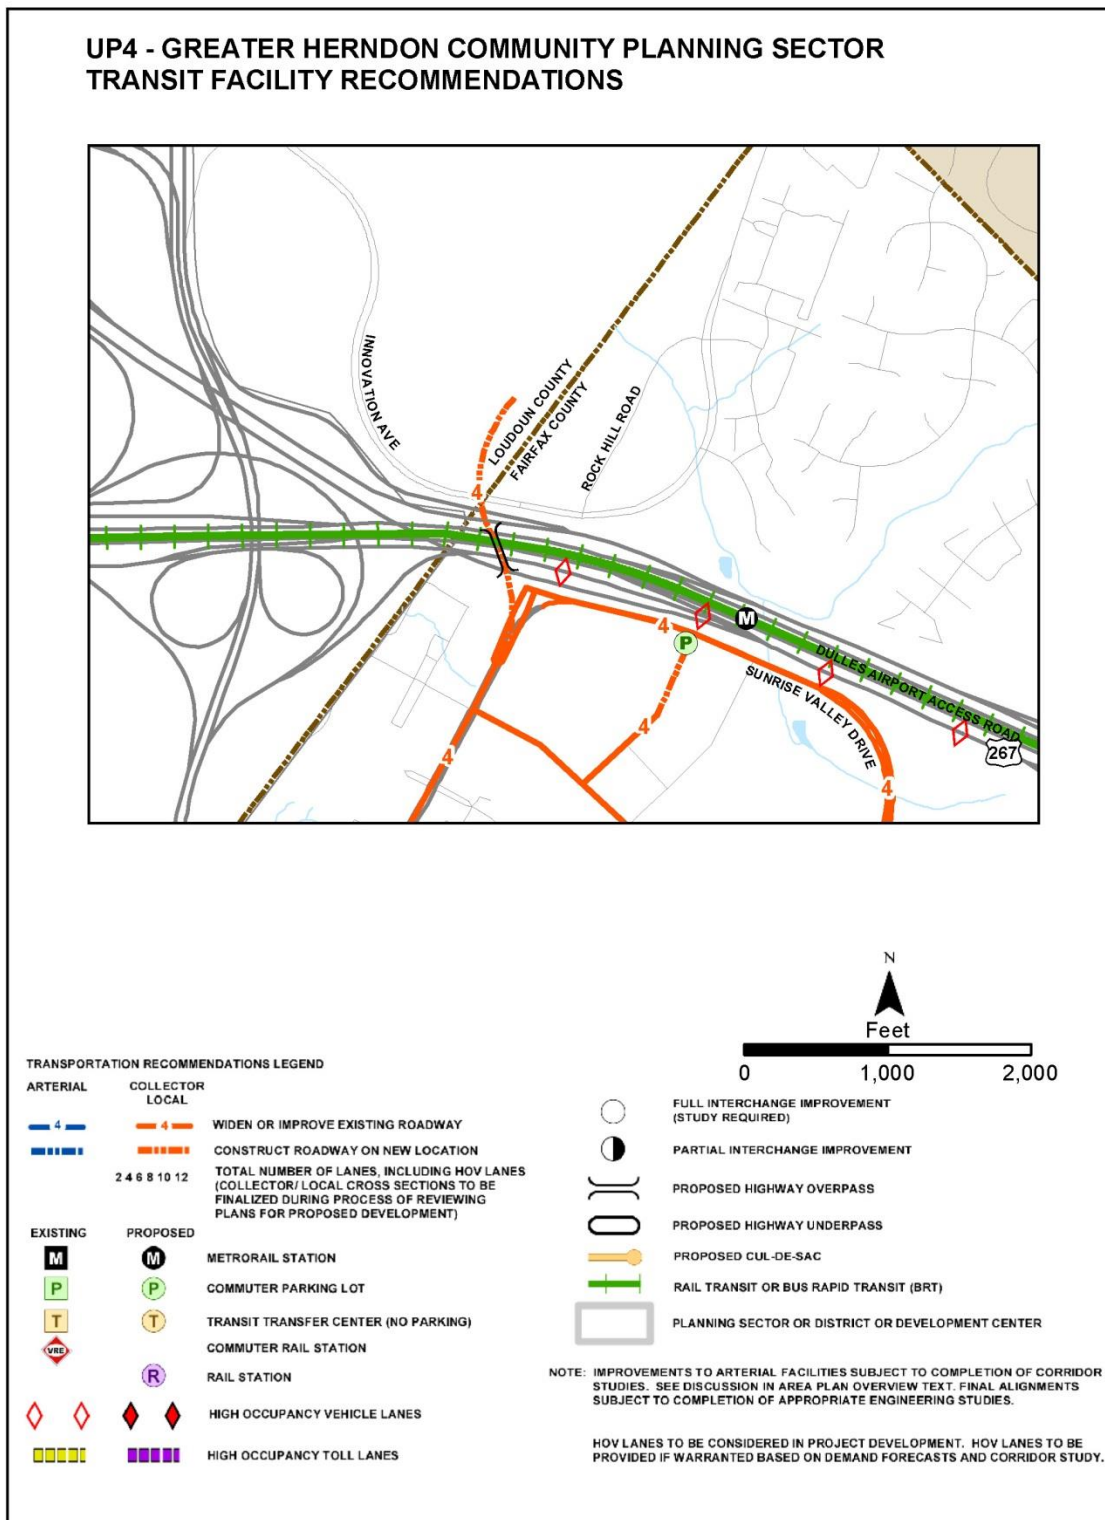 UP4 - GREATER HERNDON COMMUNITY PLANNING SECTOR
TRANSIT FACILITY RECOMMENDATIONS
INNOVATION AVE
LOUDOUN COUNTY
FAIRFAX COUNTY
ROCK HILL ROAD
4
M
4
P
DULLES AIRPORT ACCESS ROAD
SUNRISE VALLEY DRIVE
267
4
4
4
N
Feet
0 1,000 2,000
TRANSPORTATION RECOMMENDATIONS LEGEND
ARTERIAL
COLLECTOR
LOCAL
4 4 WIDEN OR IMPROVE EXISTING ROADWAY
CONSTRUCT ROADWAY ON NEW LOCATION
2 4 6 8 10 12 TOTAL NUMBER OF LANES, INCLUDING HOV LANES
(COLLECTOR/ LOCAL CROSS SECTIONS TO BE
FINALIZED DURING PROCESS OF REVIEWING
PLANS FOR PROPOSED DEVELOPMENT)
EXISTING PROPOSED
M M METRORAIL STATION
P P COMMUTER PARKING LOT
T T TRANSIT TRANSFER CENTER (NO PARKING)
VRE COMMUTER RAIL STATION
R RAIL STATION
HIGH OCCUPANCY VEHICLE LANES
HIGH OCCUPANCY TOLL LANES
FULL INTERCHANGE IMPROVEMENT
(STUDY REQUIRED)
PARTIAL INTERCHANGE IMPROVEMENT
PROPOSED HIGHWAY OVERPASS
PROPOSED HIGHWAY UNDERPASS
PROPOSED CUL-DE-SAC
RAIL TRANSIT OR BUS RAPID TRANSIT (BRT)
PLANNING SECTOR OR DISTRICT OR DEVELOPMENT CENTER
NOTE: IMPROVEMENTS TO ARTERIAL FACILITIES SUBJECT TO COMPLETION OF CORRIDOR
STUDIES. SEE DISCUSSION IN AREA PLAN OVERVIEW TEXT. FINAL ALIGNMENTS
SUBJECT TO COMPLETION OF APPROPRIATE ENGINEERING STUDIES.
HOV LANES TO BE CONSIDERED IN PROJECT DEVELOPMENT. HOV LANES TO BE
PROVIDED IF WARRANTED BASED ON DEMAND FORECASTS AND CORRIDOR STUDY.